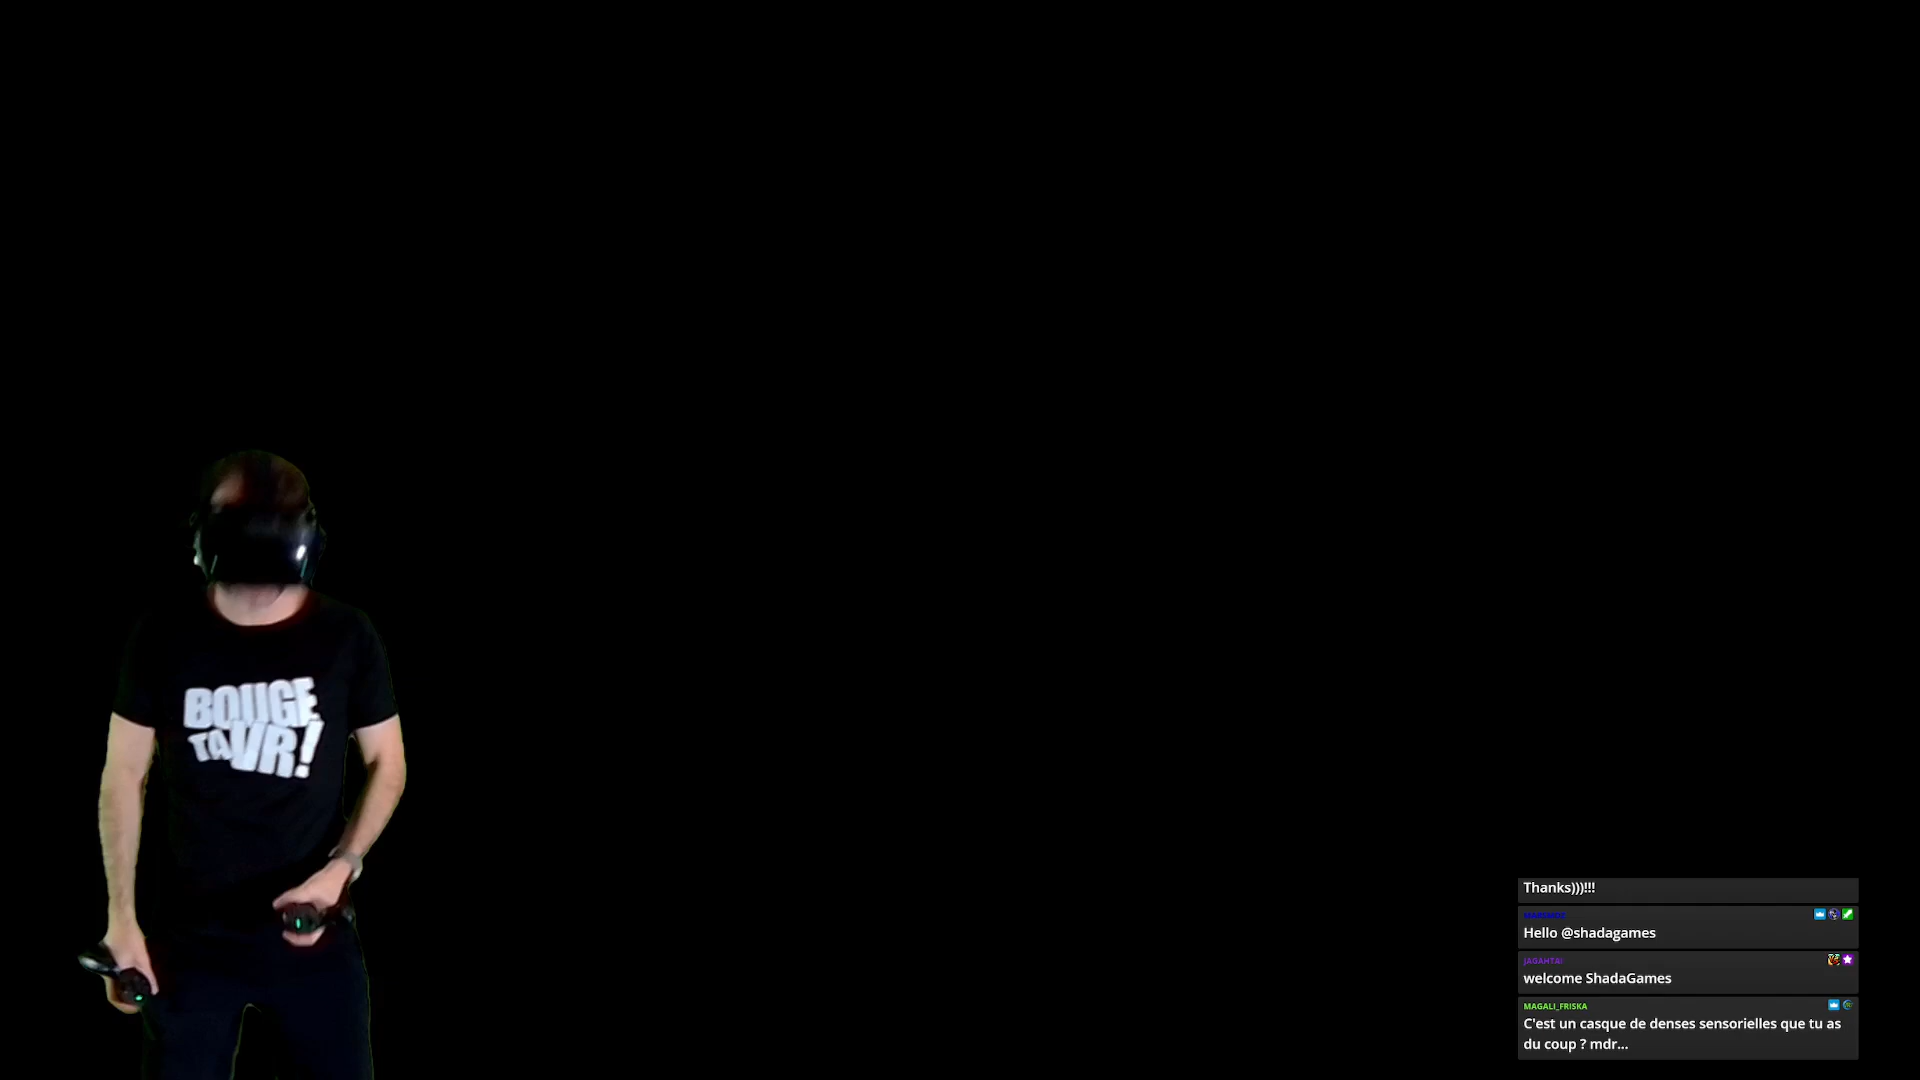 BOUGE
TA VR!
Thanks)))!!!
Hello @shadagames
JAGAHTAI
welcome ShadaGames
MAGALI_FRISKA
C'est un casque de denses sensorielles que tu as
du coup ? mdr...